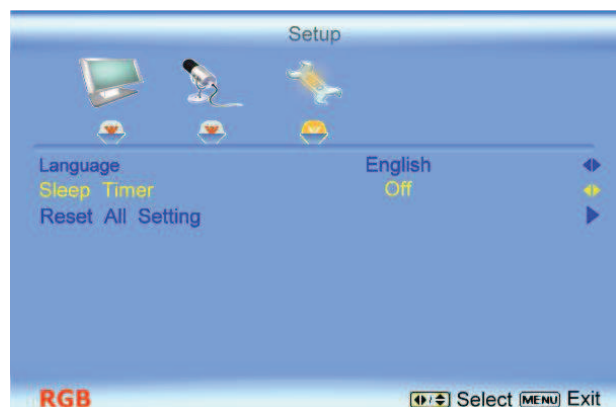 Setup
Language English
Sleep Timer Off
Reset All Setting
RGB Select MENU Exit